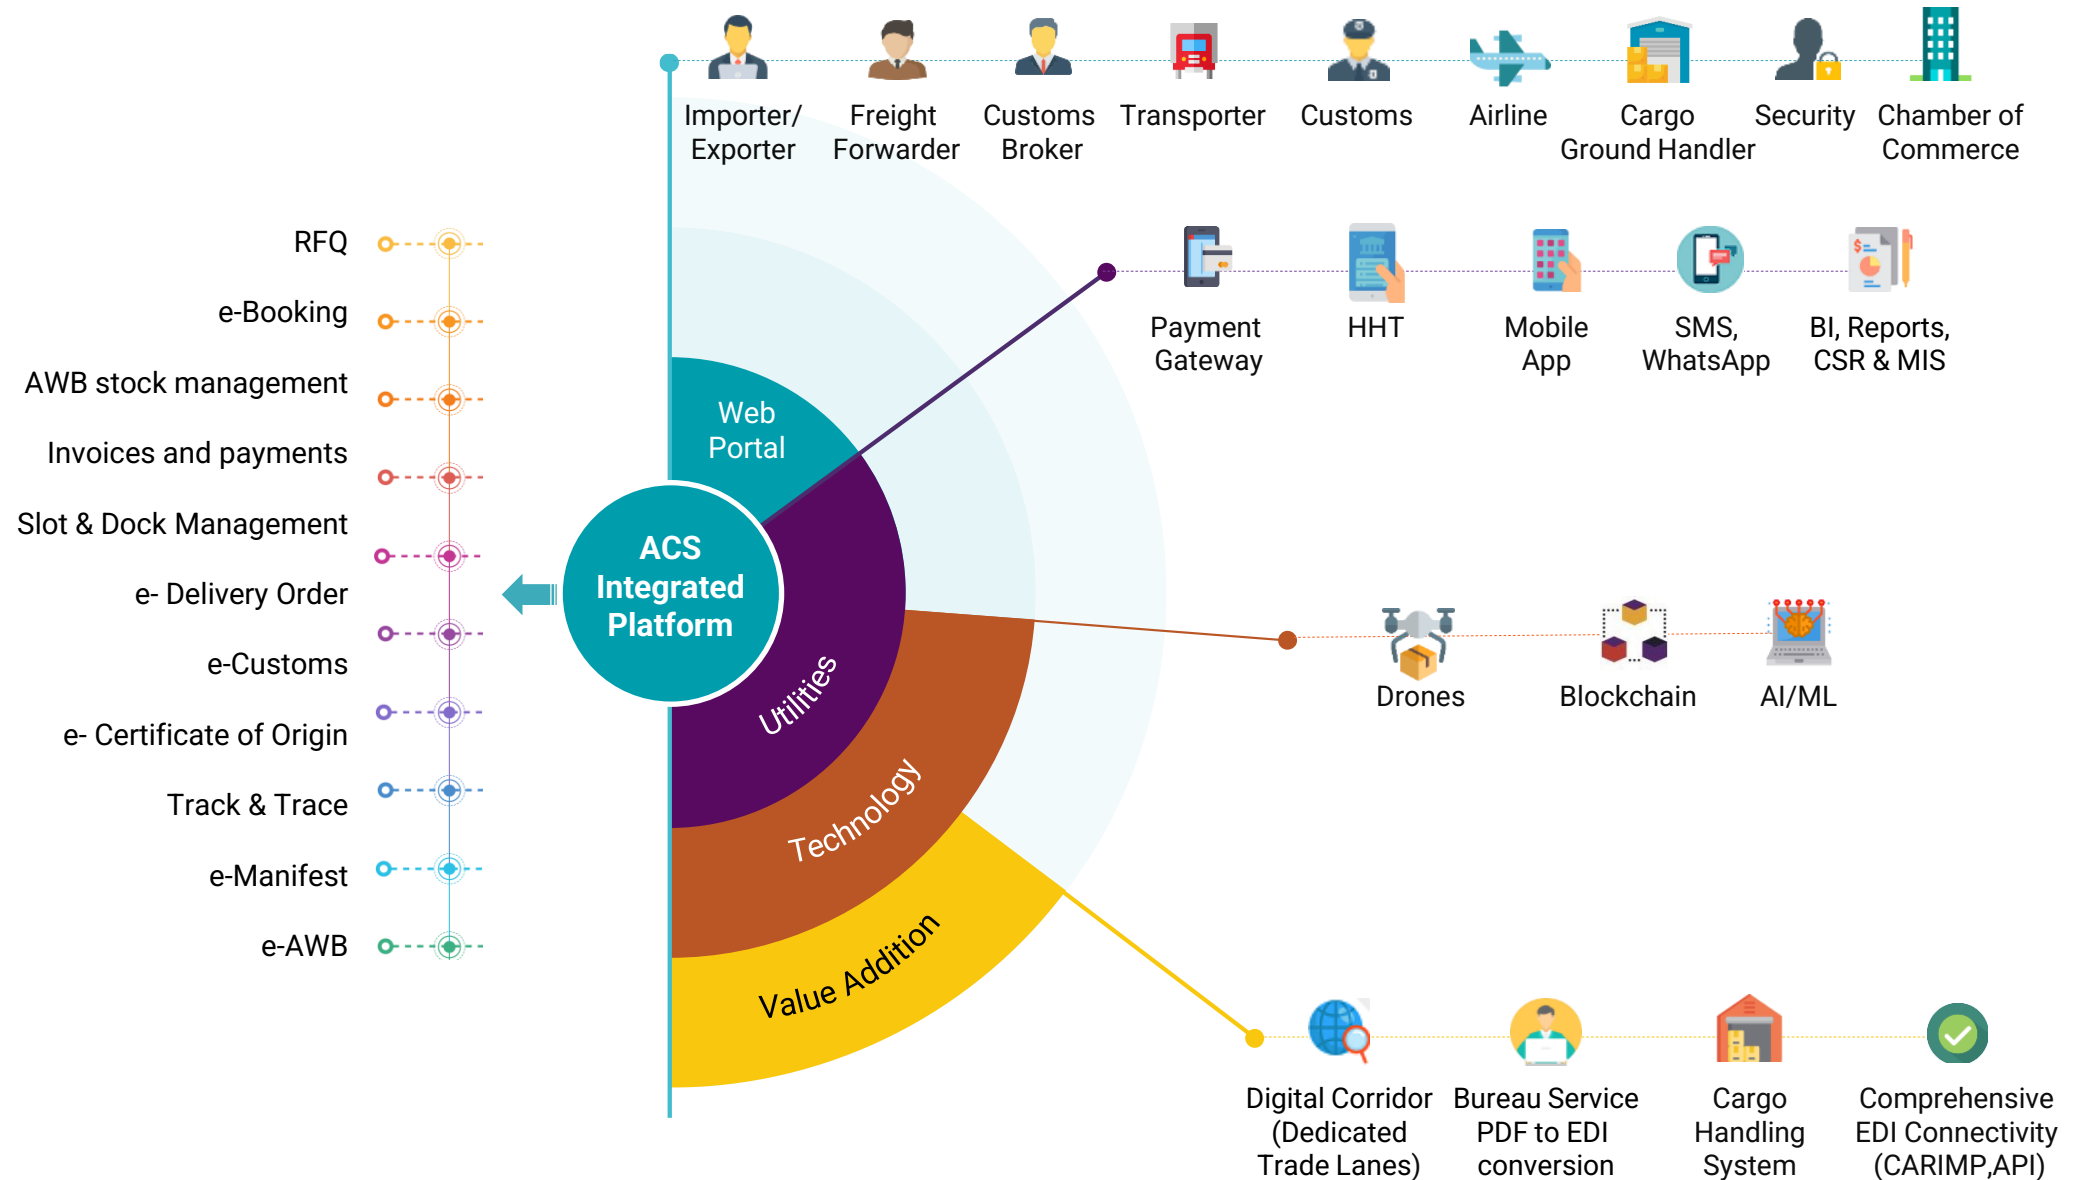 Importer/
Exporter
Freight
Forwarder
Customs
Broker
Transporter
Customs
Airline
Cargo
Ground Handler
Security
Chamber of
Commerce
RFQ
e-Booking
AWB stock management
Invoices and payments
Slot & Dock Management
e- Delivery Order
e-Customs
e- Certificate of Origin
Track & Trace
e-Manifest
e-AWB
Payment
Gateway
HHT
Mobile
App
SMS,
WhatsApp
BI, Reports,
CSR & MIS
Web
Portal
ACS
Integrated
Platform
Utilities
Technology
Value Addition
Drones
Blockchain
AI/ML
Digital Corridor
(Dedicated
Trade Lanes)
Bureau Service
PDF to EDI
conversion
Cargo
Handling
System
Comprehensive
EDI Connectivity
(CARIMP,API)